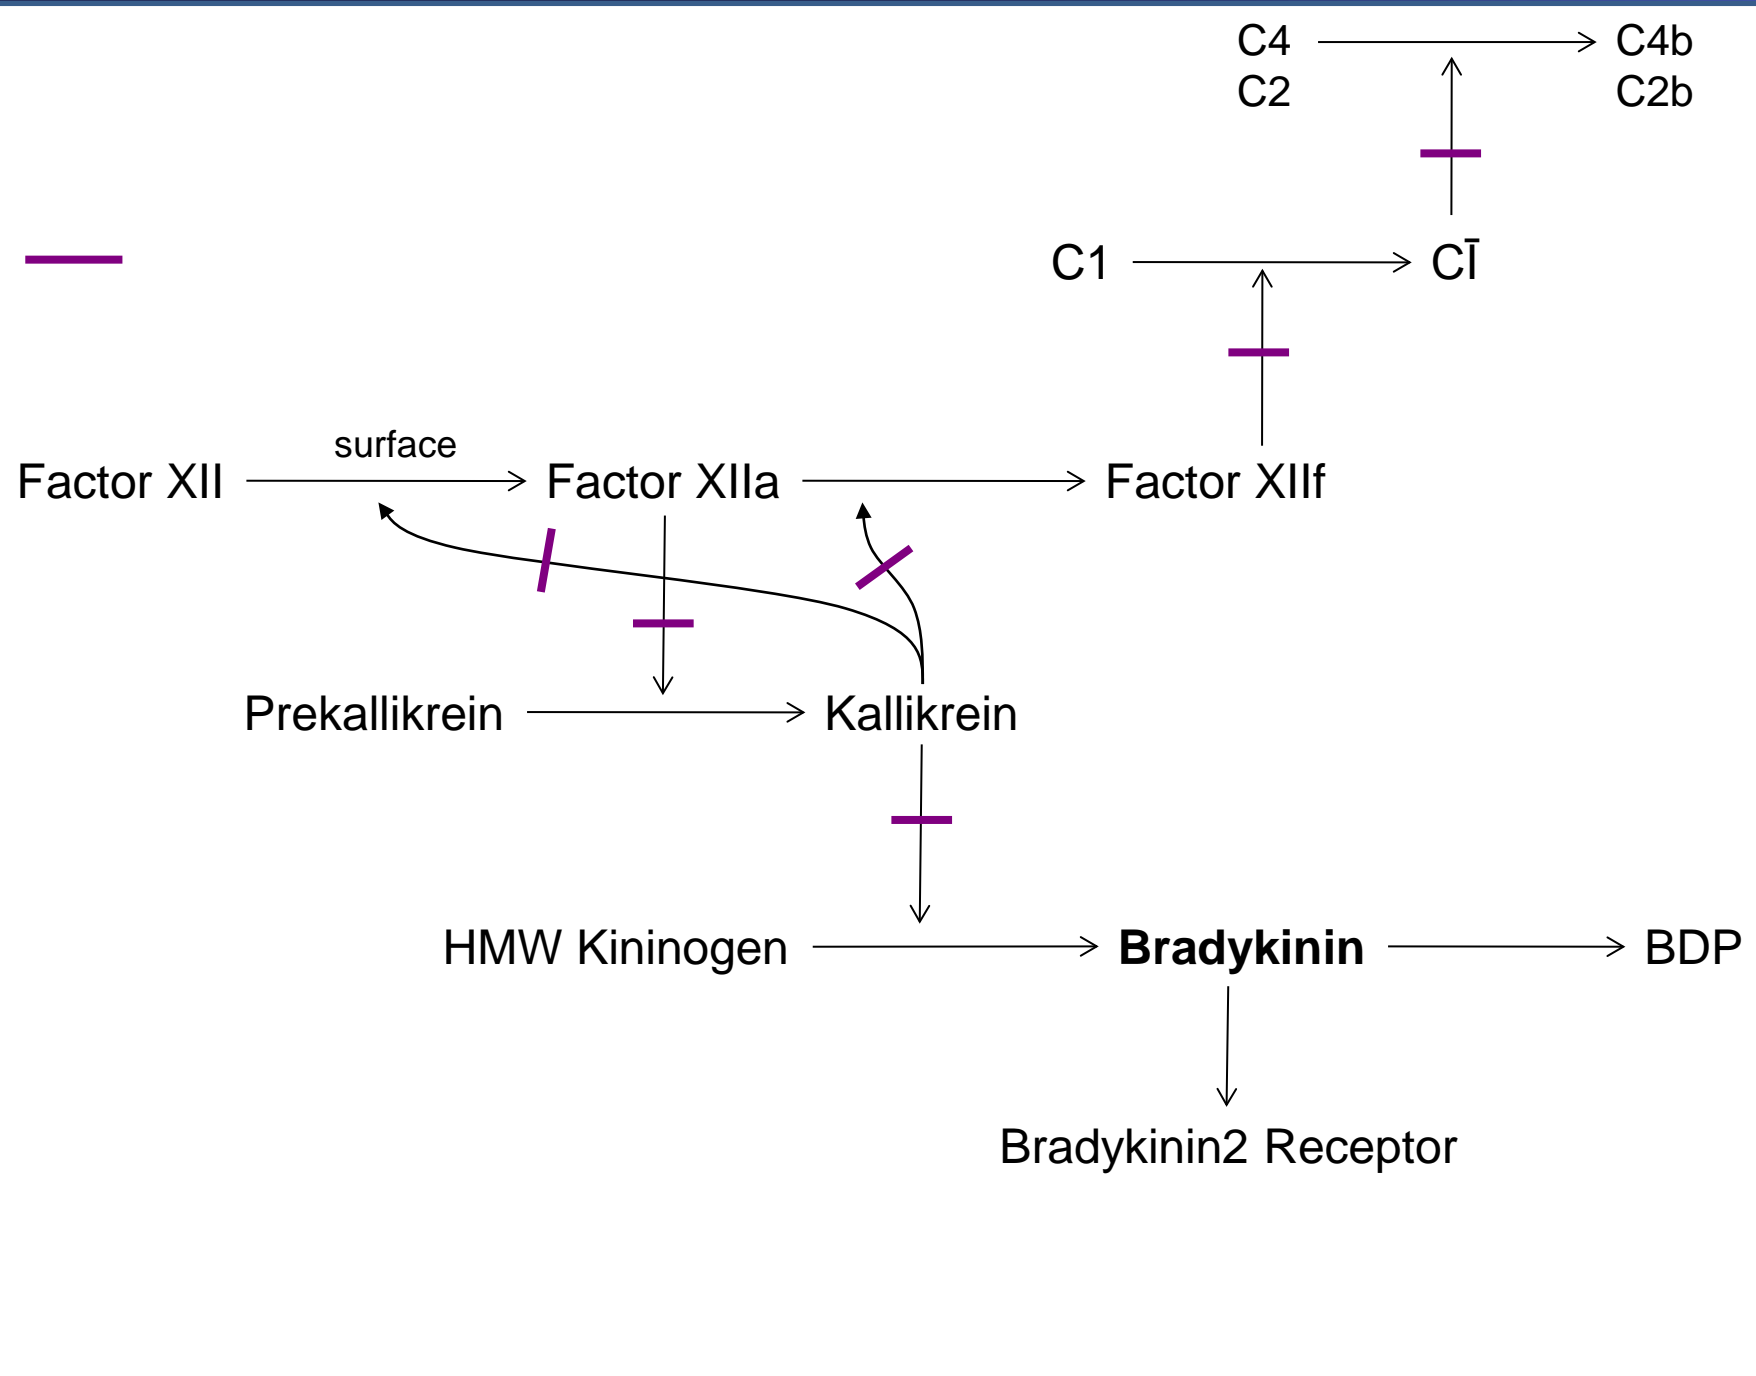 C4
C4b
C2
C2b
C1
CĪ
surface
Factor XII
Factor XIIa
Factor XIIf
Prekallikrein
Kallikrein
HMW Kininogen
Bradykinin
BDP
Bradykinin2 Receptor